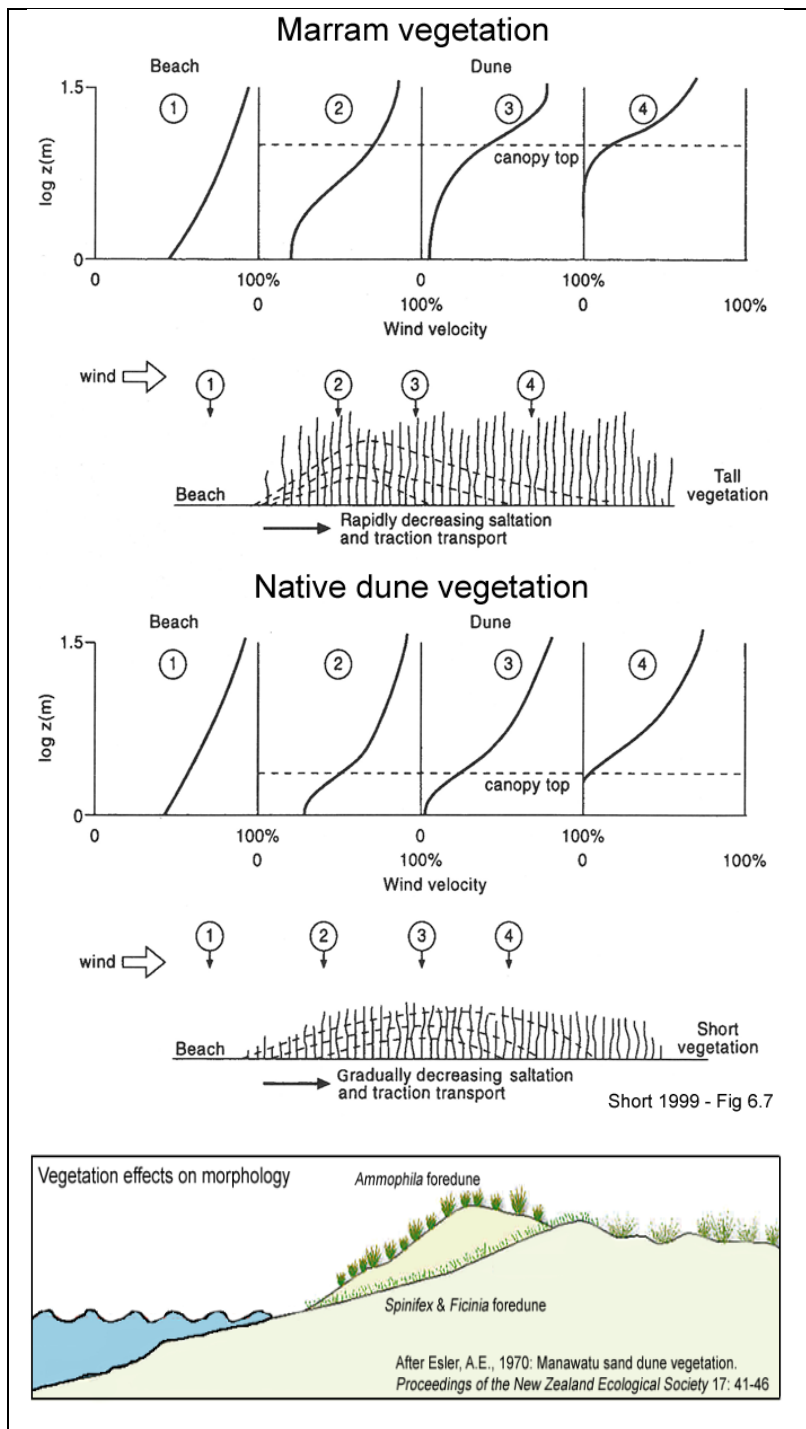 Marram vegetation
Beach
Dune
1.5
1
2
3
4
canopy top
log z(m)
0
0
100%
0
100%
0
100%
0
100%
Wind velocity
wind
1
2
3
4
Beach
Tall
vegetation
Rapidly decreasing saltation
and traction transport
Native dune vegetation
Beach
Dune
1.5
1
2
3
4
canopy top
log z(m)
0
0
100%
0
100%
0
100%
0
100%
Wind velocity
wind
1
2
3
4
Beach
Short
vegetation
Gradually decreasing saltation
and traction transport
Short 1999 - Fig 6.7
Vegetation effects on morphology
Ammophila foredune
Spinifex & Ficinia foredune
After Esler, A.E., 1970: Manawatu sand dune vegetation.
Proceedings of the New Zealand Ecological Society 17: 41-46